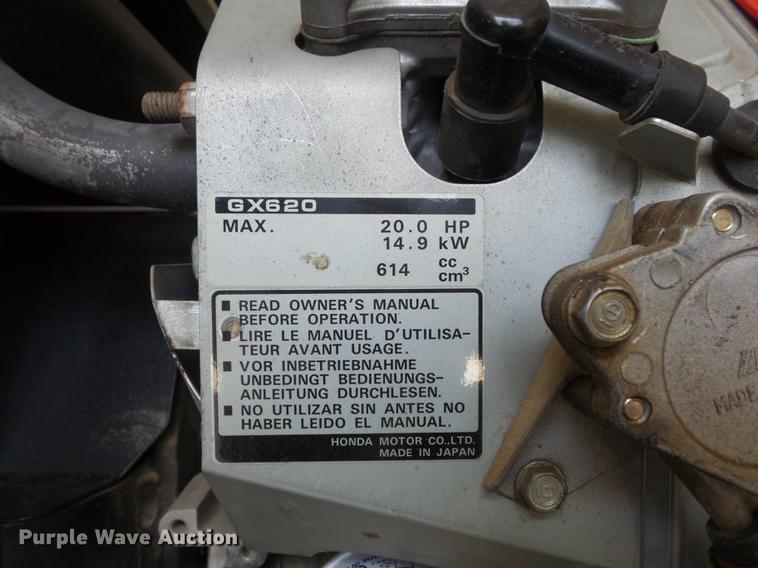 GX620
MAX. 20.0 HP
14.9 kW
614 cc
cm³
■ READ OWNER'S MANUAL
BEFORE OPERATION.
■ LIRE LE MANUEL D'UTILISA-
TEUR AVANT USAGE.
■ VOR INBETRIEBNAHME
UNBEDINGT BEDIENUNGS-
ANLEITUNG DURCHLESEN.
■ NO UTILIZAR SIN ANTES NO
HABER LEIDO EL MANUAL.
HONDA MOTOR CO.,LTD.
MADE IN JAPAN
MADE
Purple Wave Auction